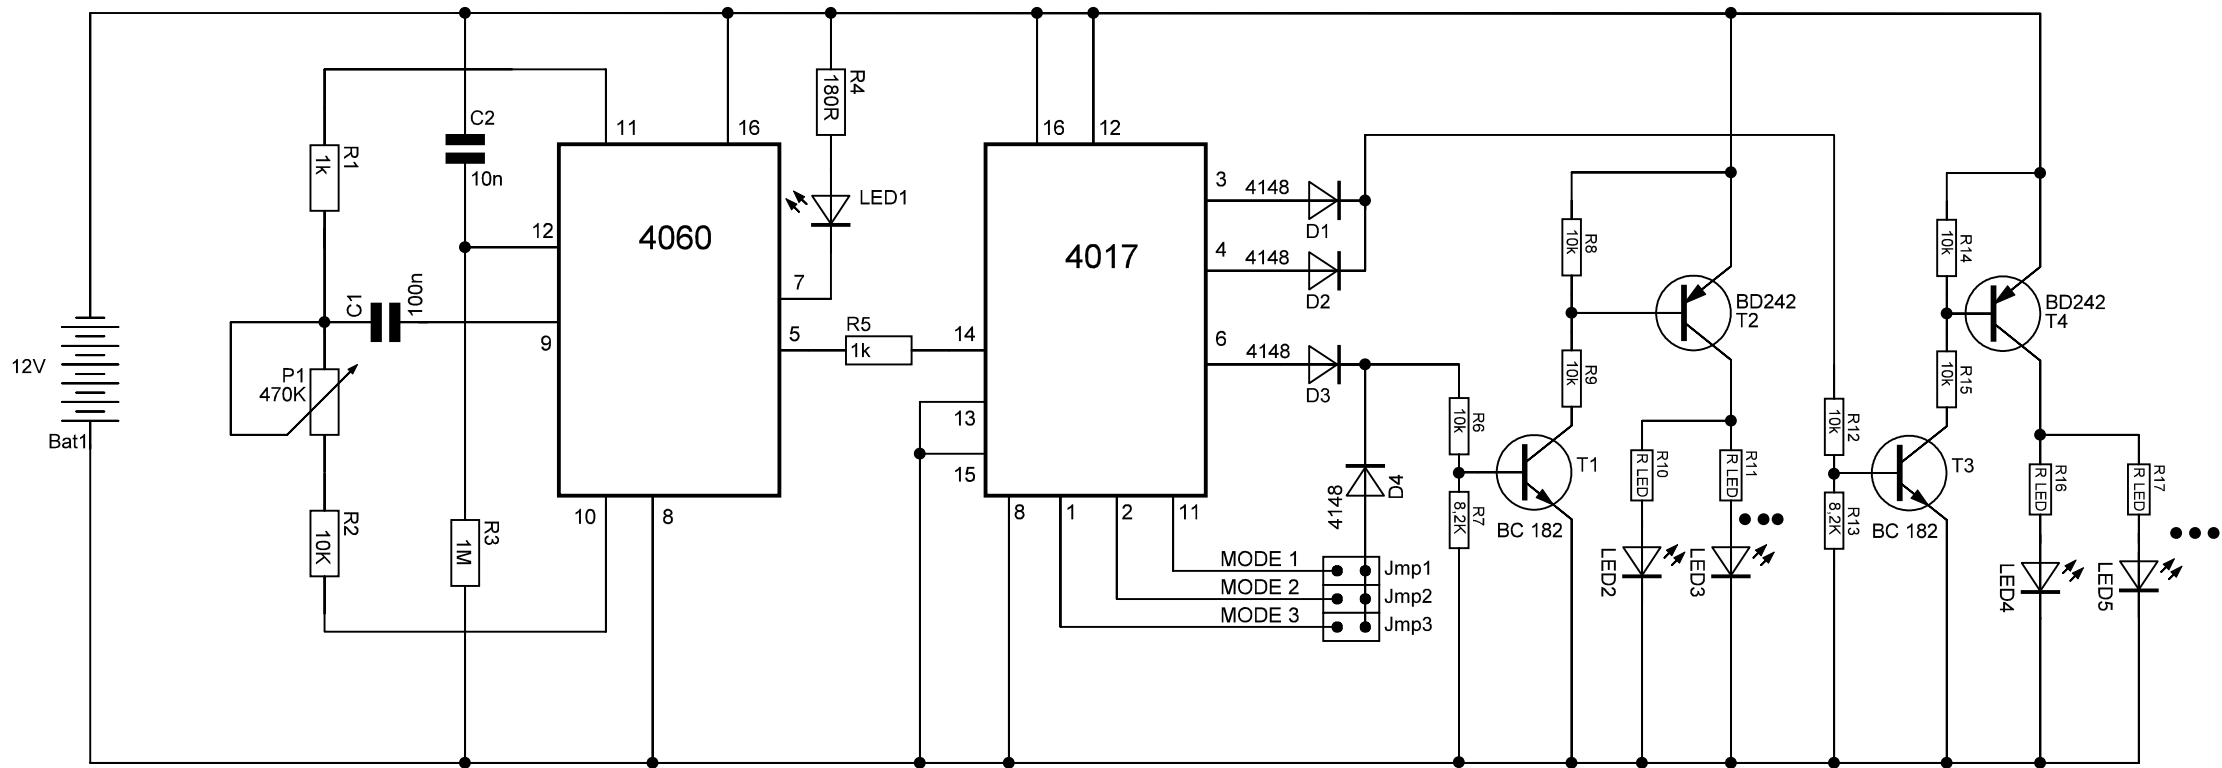 12V
Bat1
R1
1k
C1
100n
P1
470K
R2
10K
C2
10n
R3
1M
11
16
12
9
10
8
7
5
4060
R4
180R
LED1
R5
1k
16
12
14
13
15
8
1
2
11
3
4
6
4017
4148
D1
4148
D2
4148
D3
4148
D4
MODE 1
MODE 2
MODE 3
Jmp1
Jmp2
Jmp3
R6
10k
R7
8,2K
R8
10k
R9
10k
T1
BC 182
BD242
T2
R10
R LED
R11
R LED
LED2
LED3
R12
10k
R13
8,2K
R14
10k
R15
10k
T3
BC 182
BD242
T4
R16
R LED
R17
R LED
LED4
LED5